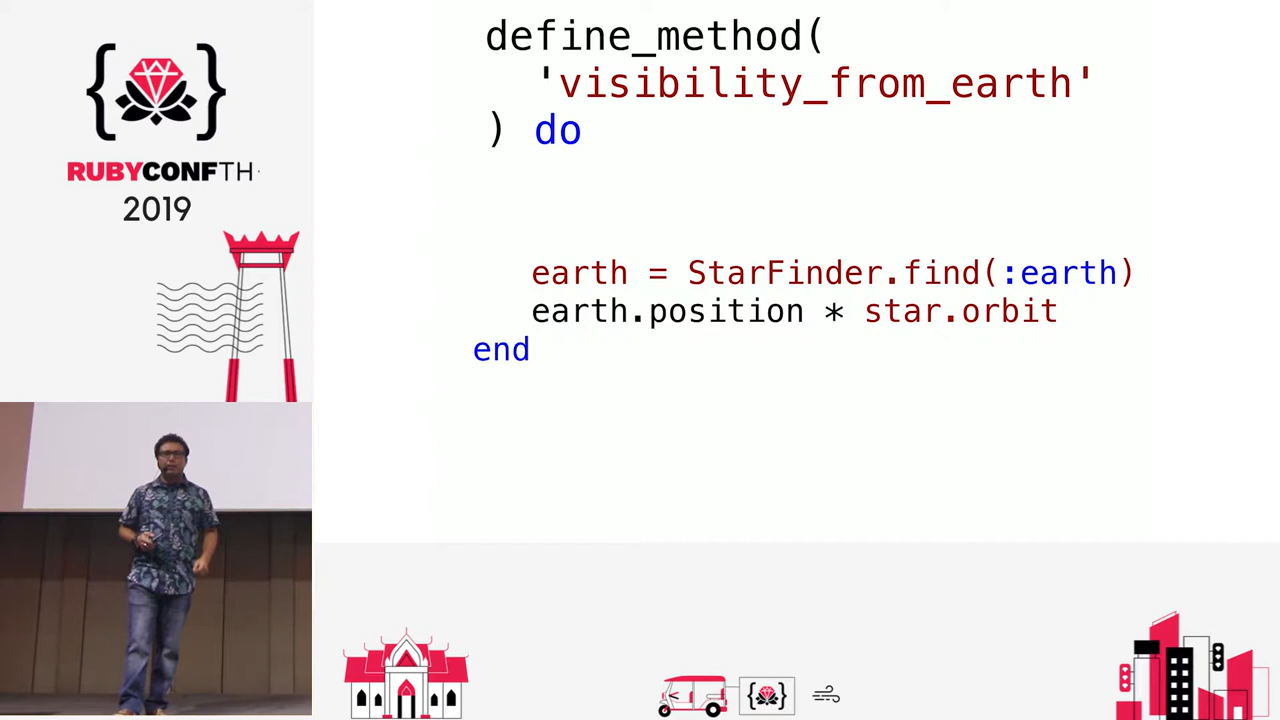 RUBYCONFTH
2019
define_method(
'visibility_from_earth'
) do
earth = StarFinder.find(:earth)
earth.position * star.orbit
end